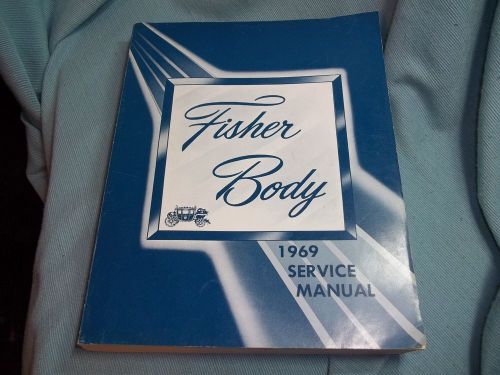 Fisher
Body
1969
SERVICE
MANUAL